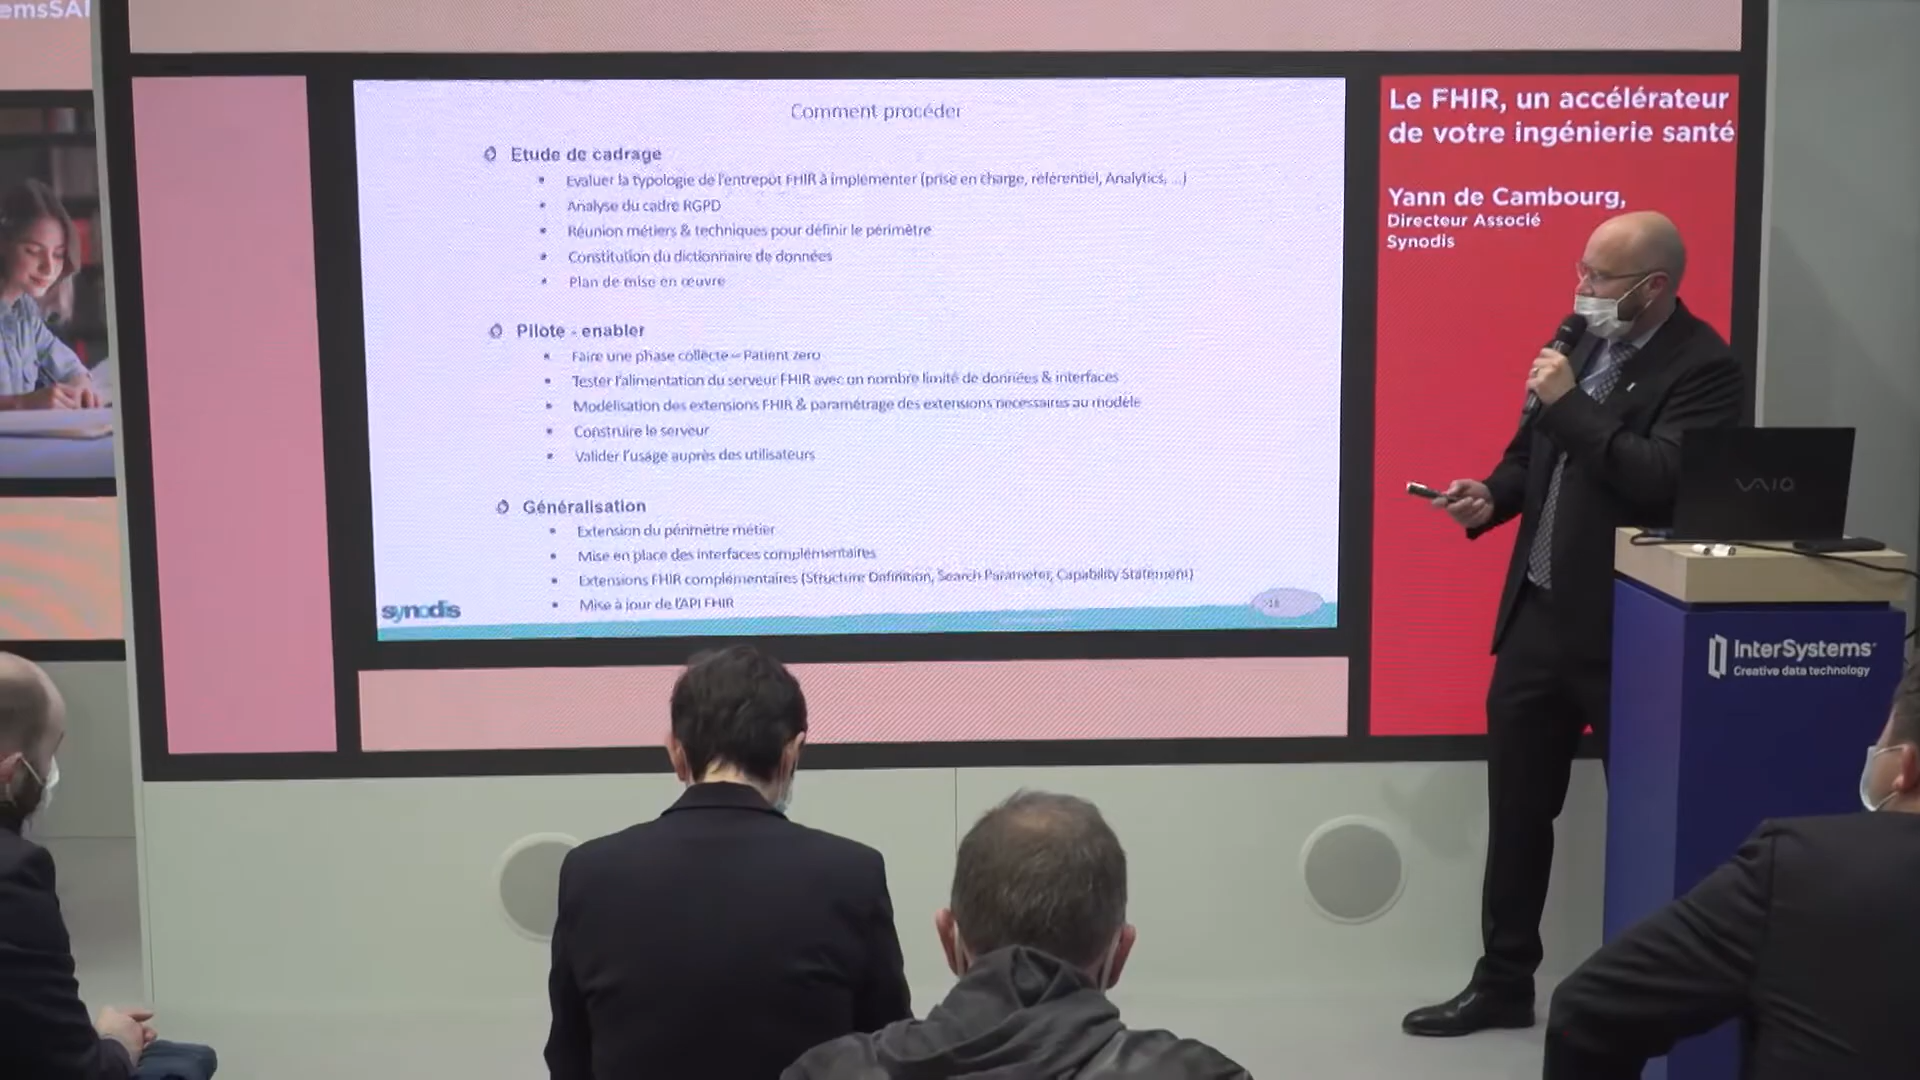 emsSAN
Comment procéder
Etude de cadrage
Evaluer la typologie de l'entrepôt FHIR à implémenter (prise en charge, référentiel, Analytics, ...)
Analyse du cadre RGPD
Réunion métiers & techniques pour définir le périmètre
Constitution du dictionnaire de données
Plan de mise en œuvre
Pilote - enabler
Faire une phase collecte – Patient zero
Tester l'alimentation du serveur FHIR avec un nombre limité de données & interfaces
Modélisation des extensions FHIR & paramétrage des extensions nécessaires au modèle
Construire le serveur
Valider l'usage auprès des utilisateurs
Généralisation
Extension du périmètre métier
Mise en place des interfaces complémentaires
Extensions FHIR complémentaires (Structure Definition, Search Parameter, Capability Statement)
Mise à jour de l'API FHIR
synodis
18
Le FHIR, un accélérateur
de votre ingénierie santé
Yann de Cambourg,
Directeur Associé
Synodis
VAIO
InterSystems
Creative data technology